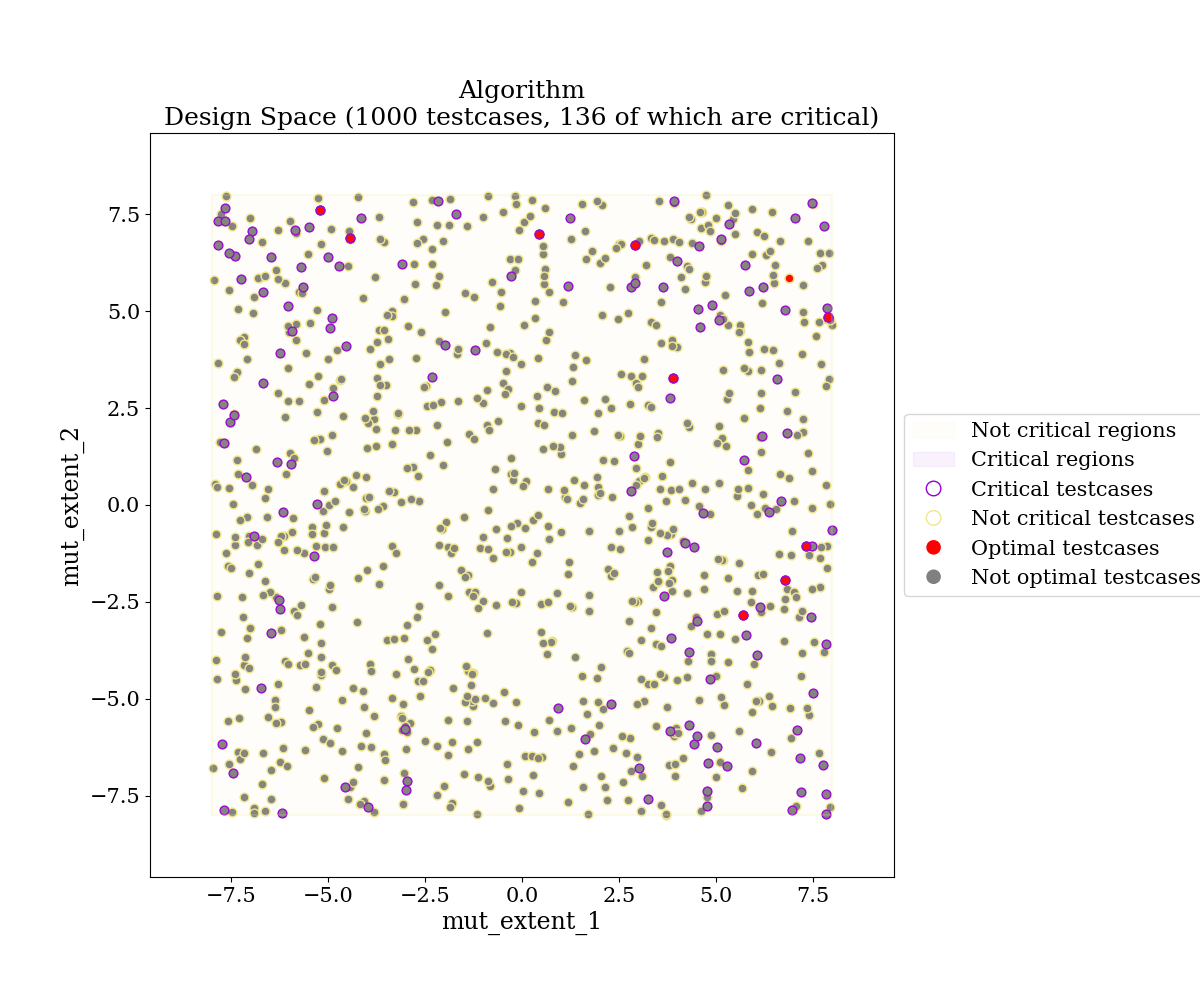 Algorithm
Design Space (1000 testcases, 136 of which are critical)
7.5
5.0
2.5
0.0
−2.5
−5.0
−7.5
mut_extent_2
−7.5 −5.0 −2.5 0.0 2.5 5.0 7.5
mut_extent_1
Not critical regions
Critical regions
Critical testcases
Not critical testcases
Optimal testcases
Not optimal testcases